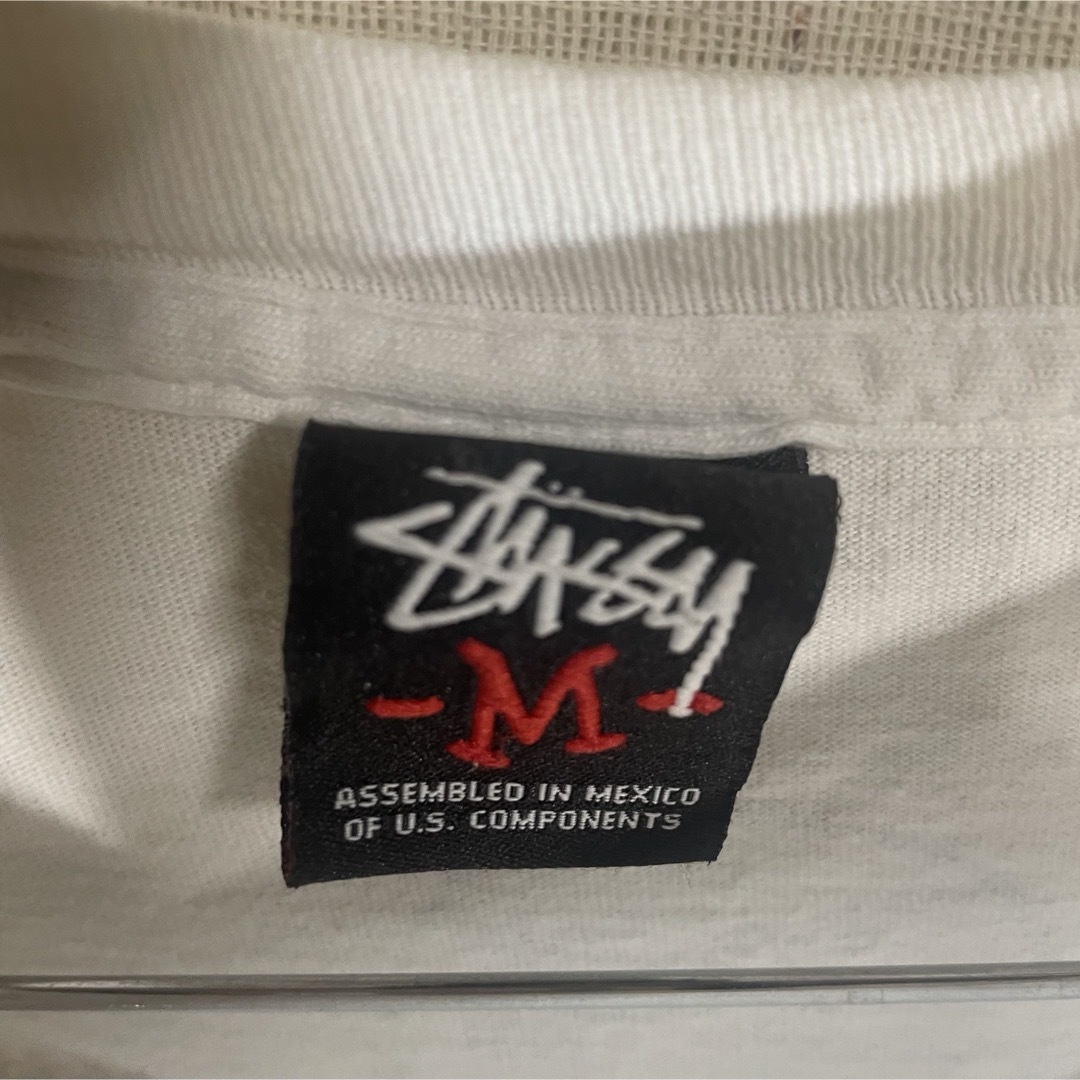 STÜSSY
- M -
ASSEMBLED IN MEXICO
OF U.S. COMPONENTS